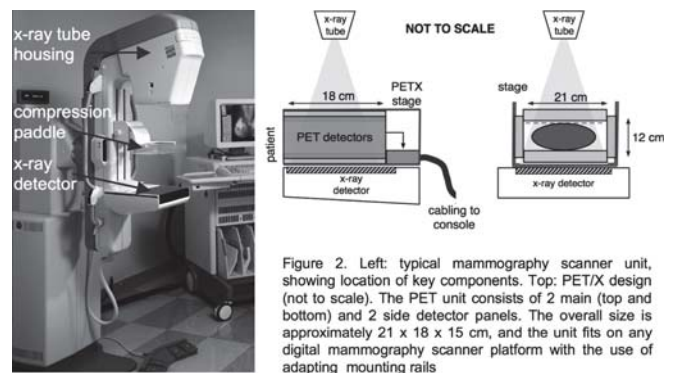 x-ray tube
housing
compression
paddle
x-ray
detector
x-ray
tube
NOT TO SCALE
x-ray
tube
18 cm
PETX
stage
PET detectors
patient
x-ray
detector
cabling to
console
stage
21 cm
12 cm
x-ray detector
Figure 2. Left: typical mammography scanner unit,
showing location of key components. Top: PET/X design
(not to scale). The PET unit consists of 2 main (top and
bottom) and 2 side detector panels. The overall size is
approximately 21 x 18 x 15 cm, and the unit fits on any
digital mammography scanner platform with the use of
adapting mounting rails